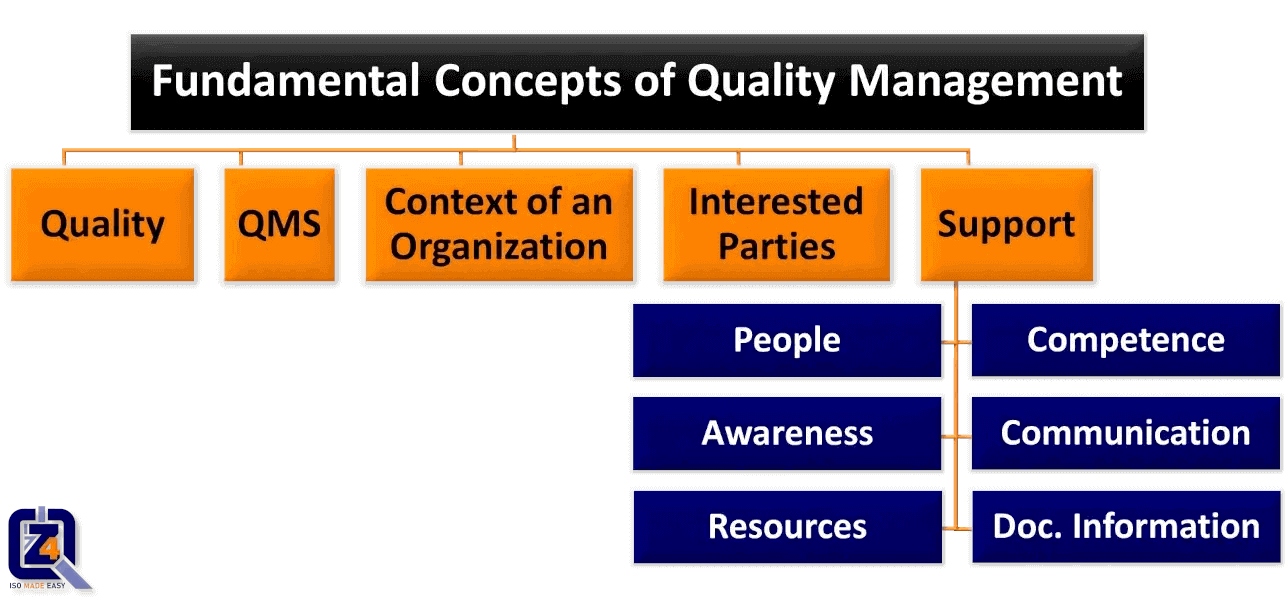 Fundamental Concepts of Quality Management
Quality
QMS
Context of an
Organization
Interested
Parties
Support
People
Competence
Awareness
Communication
Resources
Doc. Information
Z4
ISO MADE EASY